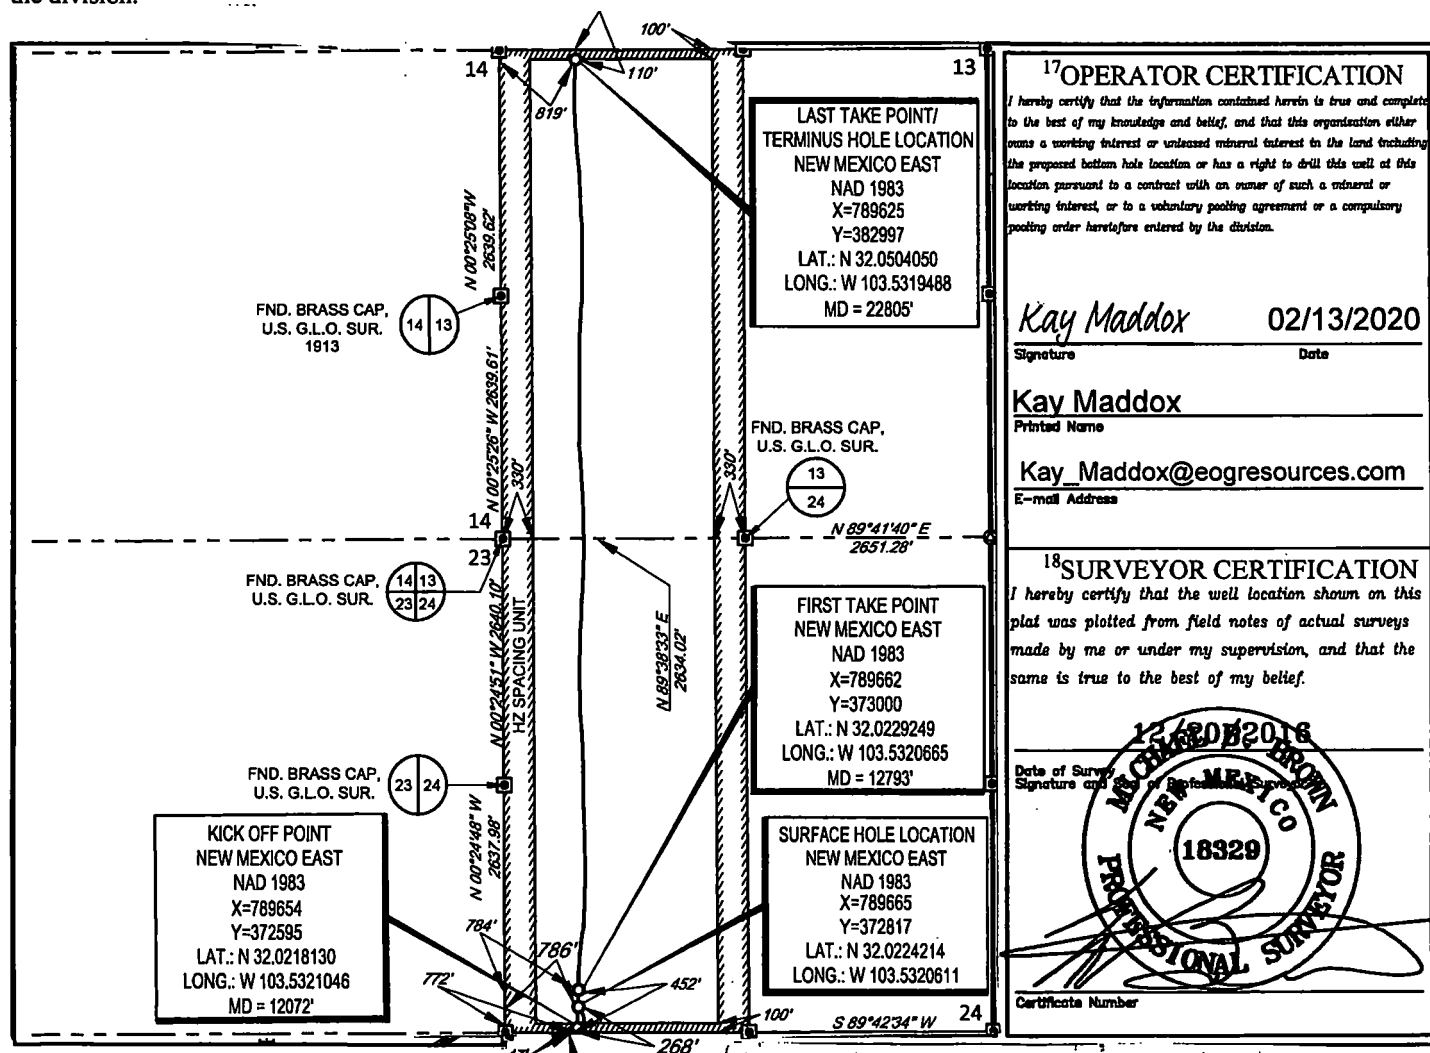 the division.
100'
14
110'
13
819'
LAST TAKE POINT/
TERMINUS HOLE LOCATION
NEW MEXICO EAST
NAD 1983
X=789625
Y=382997
LAT.: N 32.0504050
LONG.: W 103.5319488
MD = 22805'
N 00°25'08" W
2639.62'
FND. BRASS CAP,
U.S. G.L.O. SUR.
1913
14 13
N 00°25'26" W 2639.61'
330'
330'
FND. BRASS CAP,
U.S. G.L.O. SUR.
13
24
14
23
N 89°41'40" E
2651.28'
FND. BRASS CAP,
U.S. G.L.O. SUR.
14 13
23 24
N 89°38'33" E
2634.02'
N 00°24'51" W 2640.10'
HZ SPACING UNIT
FIRST TAKE POINT
NEW MEXICO EAST
NAD 1983
X=789662
Y=373000
LAT.: N 32.0229249
LONG.: W 103.5320665
MD = 12793'
FND. BRASS CAP,
U.S. G.L.O. SUR.
23 24
N 00°24'48" W
2637.98'
KICK OFF POINT
NEW MEXICO EAST
NAD 1983
X=789654
Y=372595
LAT.: N 32.0218130
LONG.: W 103.5321046
MD = 12072'
SURFACE HOLE LOCATION
NEW MEXICO EAST
NAD 1983
X=789665
Y=372817
LAT.: N 32.0224214
LONG.: W 103.5320611
784'
786'
772'
452'
100'
S 89°42'34" W
24
268'
17 OPERATOR CERTIFICATION
I hereby certify that the information contained herein is true and complete
to the best of my knowledge and belief, and that this organization either
owns a working interest or unleased mineral interest in the land including
the proposed bottom hole location or has a right to drill this well at this
location pursuant to a contract with an owner of such a mineral or
working interest, or to a voluntary pooling agreement or a compulsory
pooling order heretofore entered by the division.
Kay Maddox 02/13/2020
Signature Date
Kay Maddox
Printed Name
Kay_Maddox@eogresources.com
E-mail Address
18 SURVEYOR CERTIFICATION
I hereby certify that the well location shown on this
plat was plotted from field notes of actual surveys
made by me or under my supervision, and that the
same is true to the best of my belief.
12/20/2016
Date of Survey
Signature and Seal of Professional Surveyor
MICHAEL BROWN
NEW MEXICO
18329
PROFESSIONAL SURVEYOR
Certificate Number